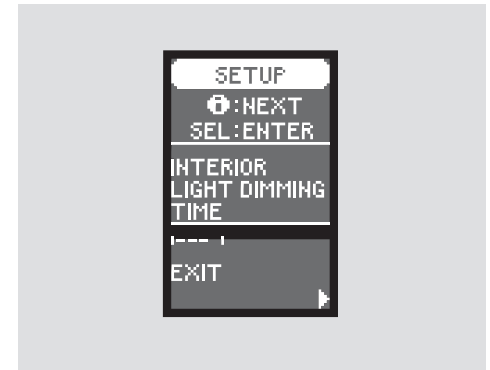 SETUP
ⓘ:NEXT
SEL:ENTER
INTERIOR
LIGHT DIMMING
TIME
EXIT